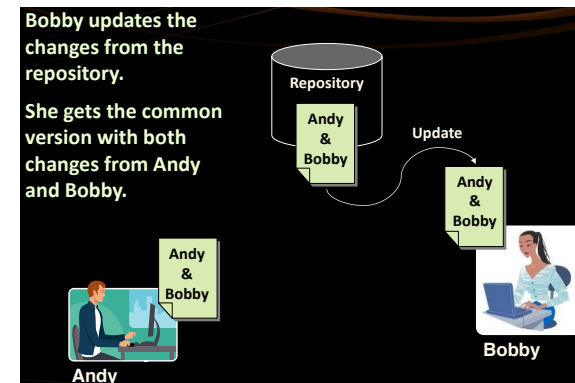 Bobby updates the
changes from the
repository.
She gets the common
version with both
changes from Andy
and Bobby.
Repository
Andy
&
Bobby
Update
Andy
&
Bobby
Andy
&
Bobby
Bobby
Andy